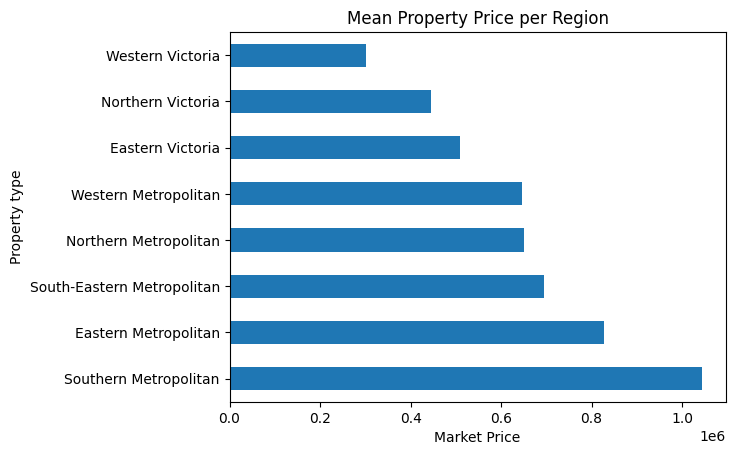 Mean Property Price per Region
Property type
Western Victoria
Northern Victoria
Eastern Victoria
Western Metropolitan
Northern Metropolitan
South-Eastern Metropolitan
Eastern Metropolitan
Southern Metropolitan
0.0 0.2 0.4 0.6 0.8 1.0
1e6
Market Price